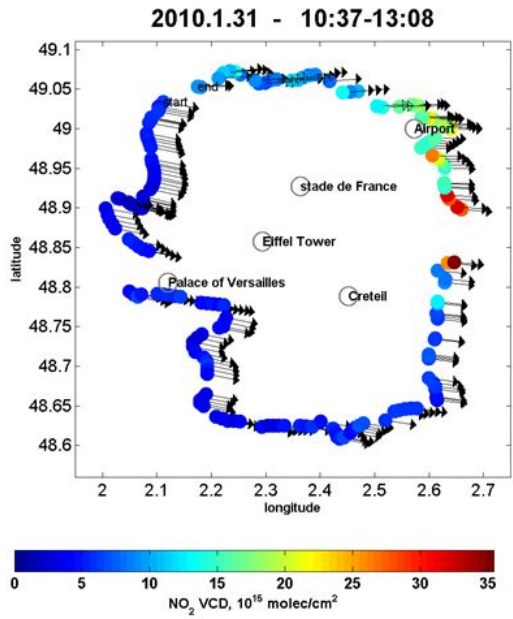 2010.1.31 - 10:37-13:08
49.1
49.05
49
48.95
48.9
48.85
48.8
48.75
48.7
48.65
48.6
latitude
end
start
Airport
stade de France
Eiffel Tower
Palace of Versailles
Creteil
2 2.1 2.2 2.3 2.4 2.5 2.6 2.7
longitude
0 5 10 15 20 25 30 35
NO₂ VCD, 10¹⁵ molec/cm²